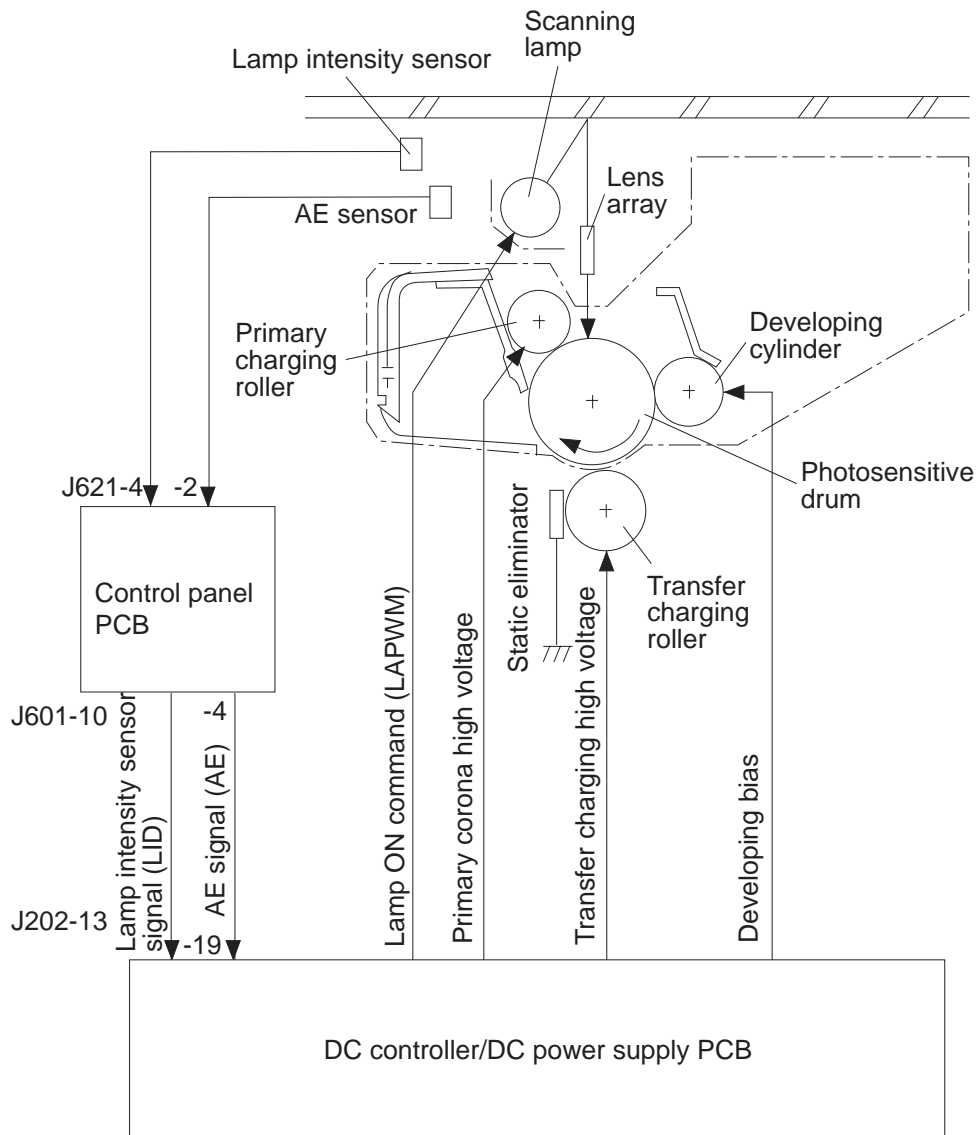 Scanning
lamp
Lamp intensity sensor
Lens
array
AE sensor
Primary
charging
roller
Developing
cylinder
Photosensitive
drum
J621-4 -2
Static eliminator
Transfer
charging
roller
Control panel
PCB
J601-10 -4
Lamp intensity sensor
signal (LID)
AE signal (AE)
Lamp ON command (LAPWM)
Primary corona high voltage
Transfer charging high voltage
Developing bias
J202-13 -19
DC controller/DC power supply PCB